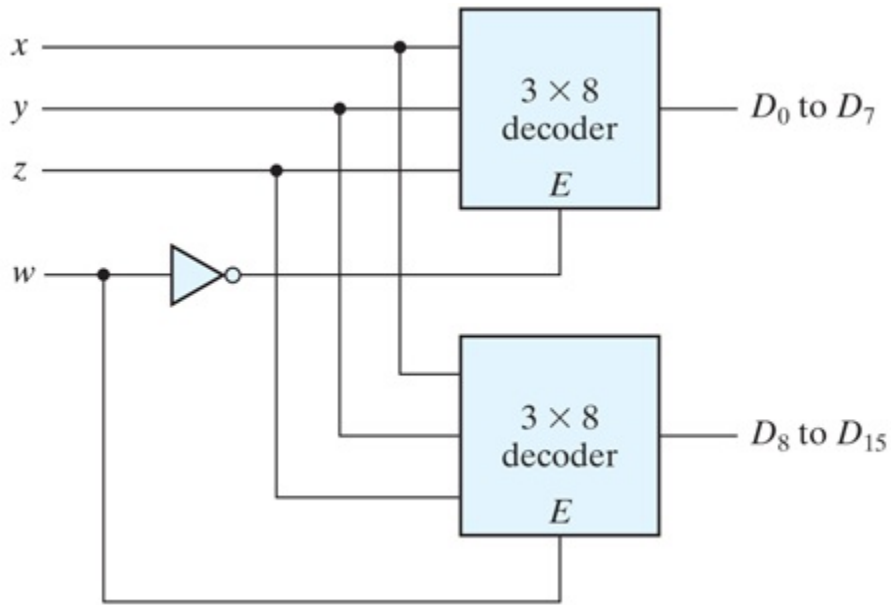 x
y
z
w
3 × 8
decoder
E
D₀ to D₇
3 × 8
decoder
E
D₈ to D₁₅